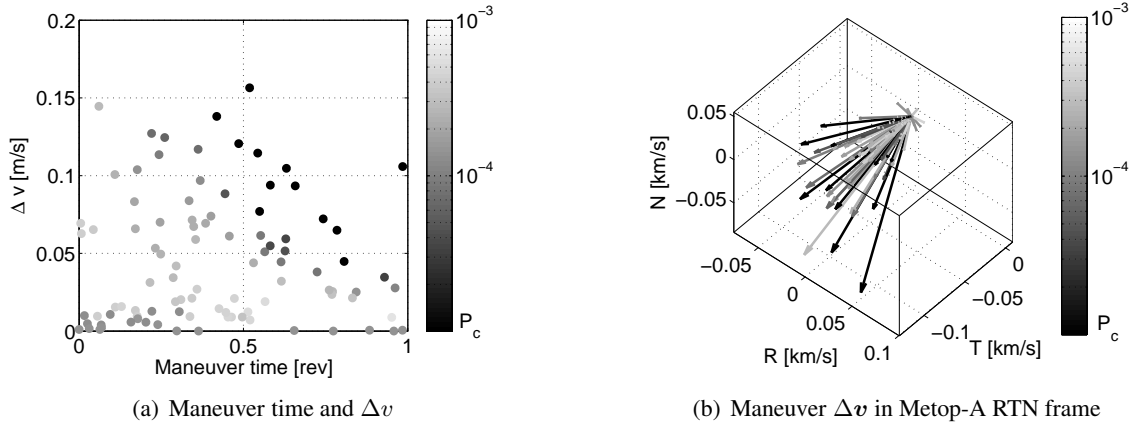 0.2
0.15
0.1
0.05
0
Δ v [m/s]
0
0.5
1
Maneuver time [rev]
10−3
10−4
Pc
(a) Maneuver time and Δv
0.05
0
−0.05
N [km/s]
−0.05
0
0.05
0.1
R [km/s]
0
−0.05
−0.1
T [km/s]
10−3
10−4
Pc
(b) Maneuver Δv in Metop-A RTN frame